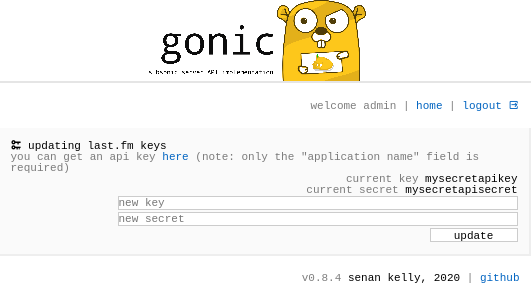 gonic
subsonic server API implementation
welcome admin | home | logout
updating last.fm keys
you can get an api key here (note: only the "application name" field is
required)
current key mysecretapikey
current secret mysecretapisecret
new key
new secret
update
v0.8.4 senan kelly, 2020 | github